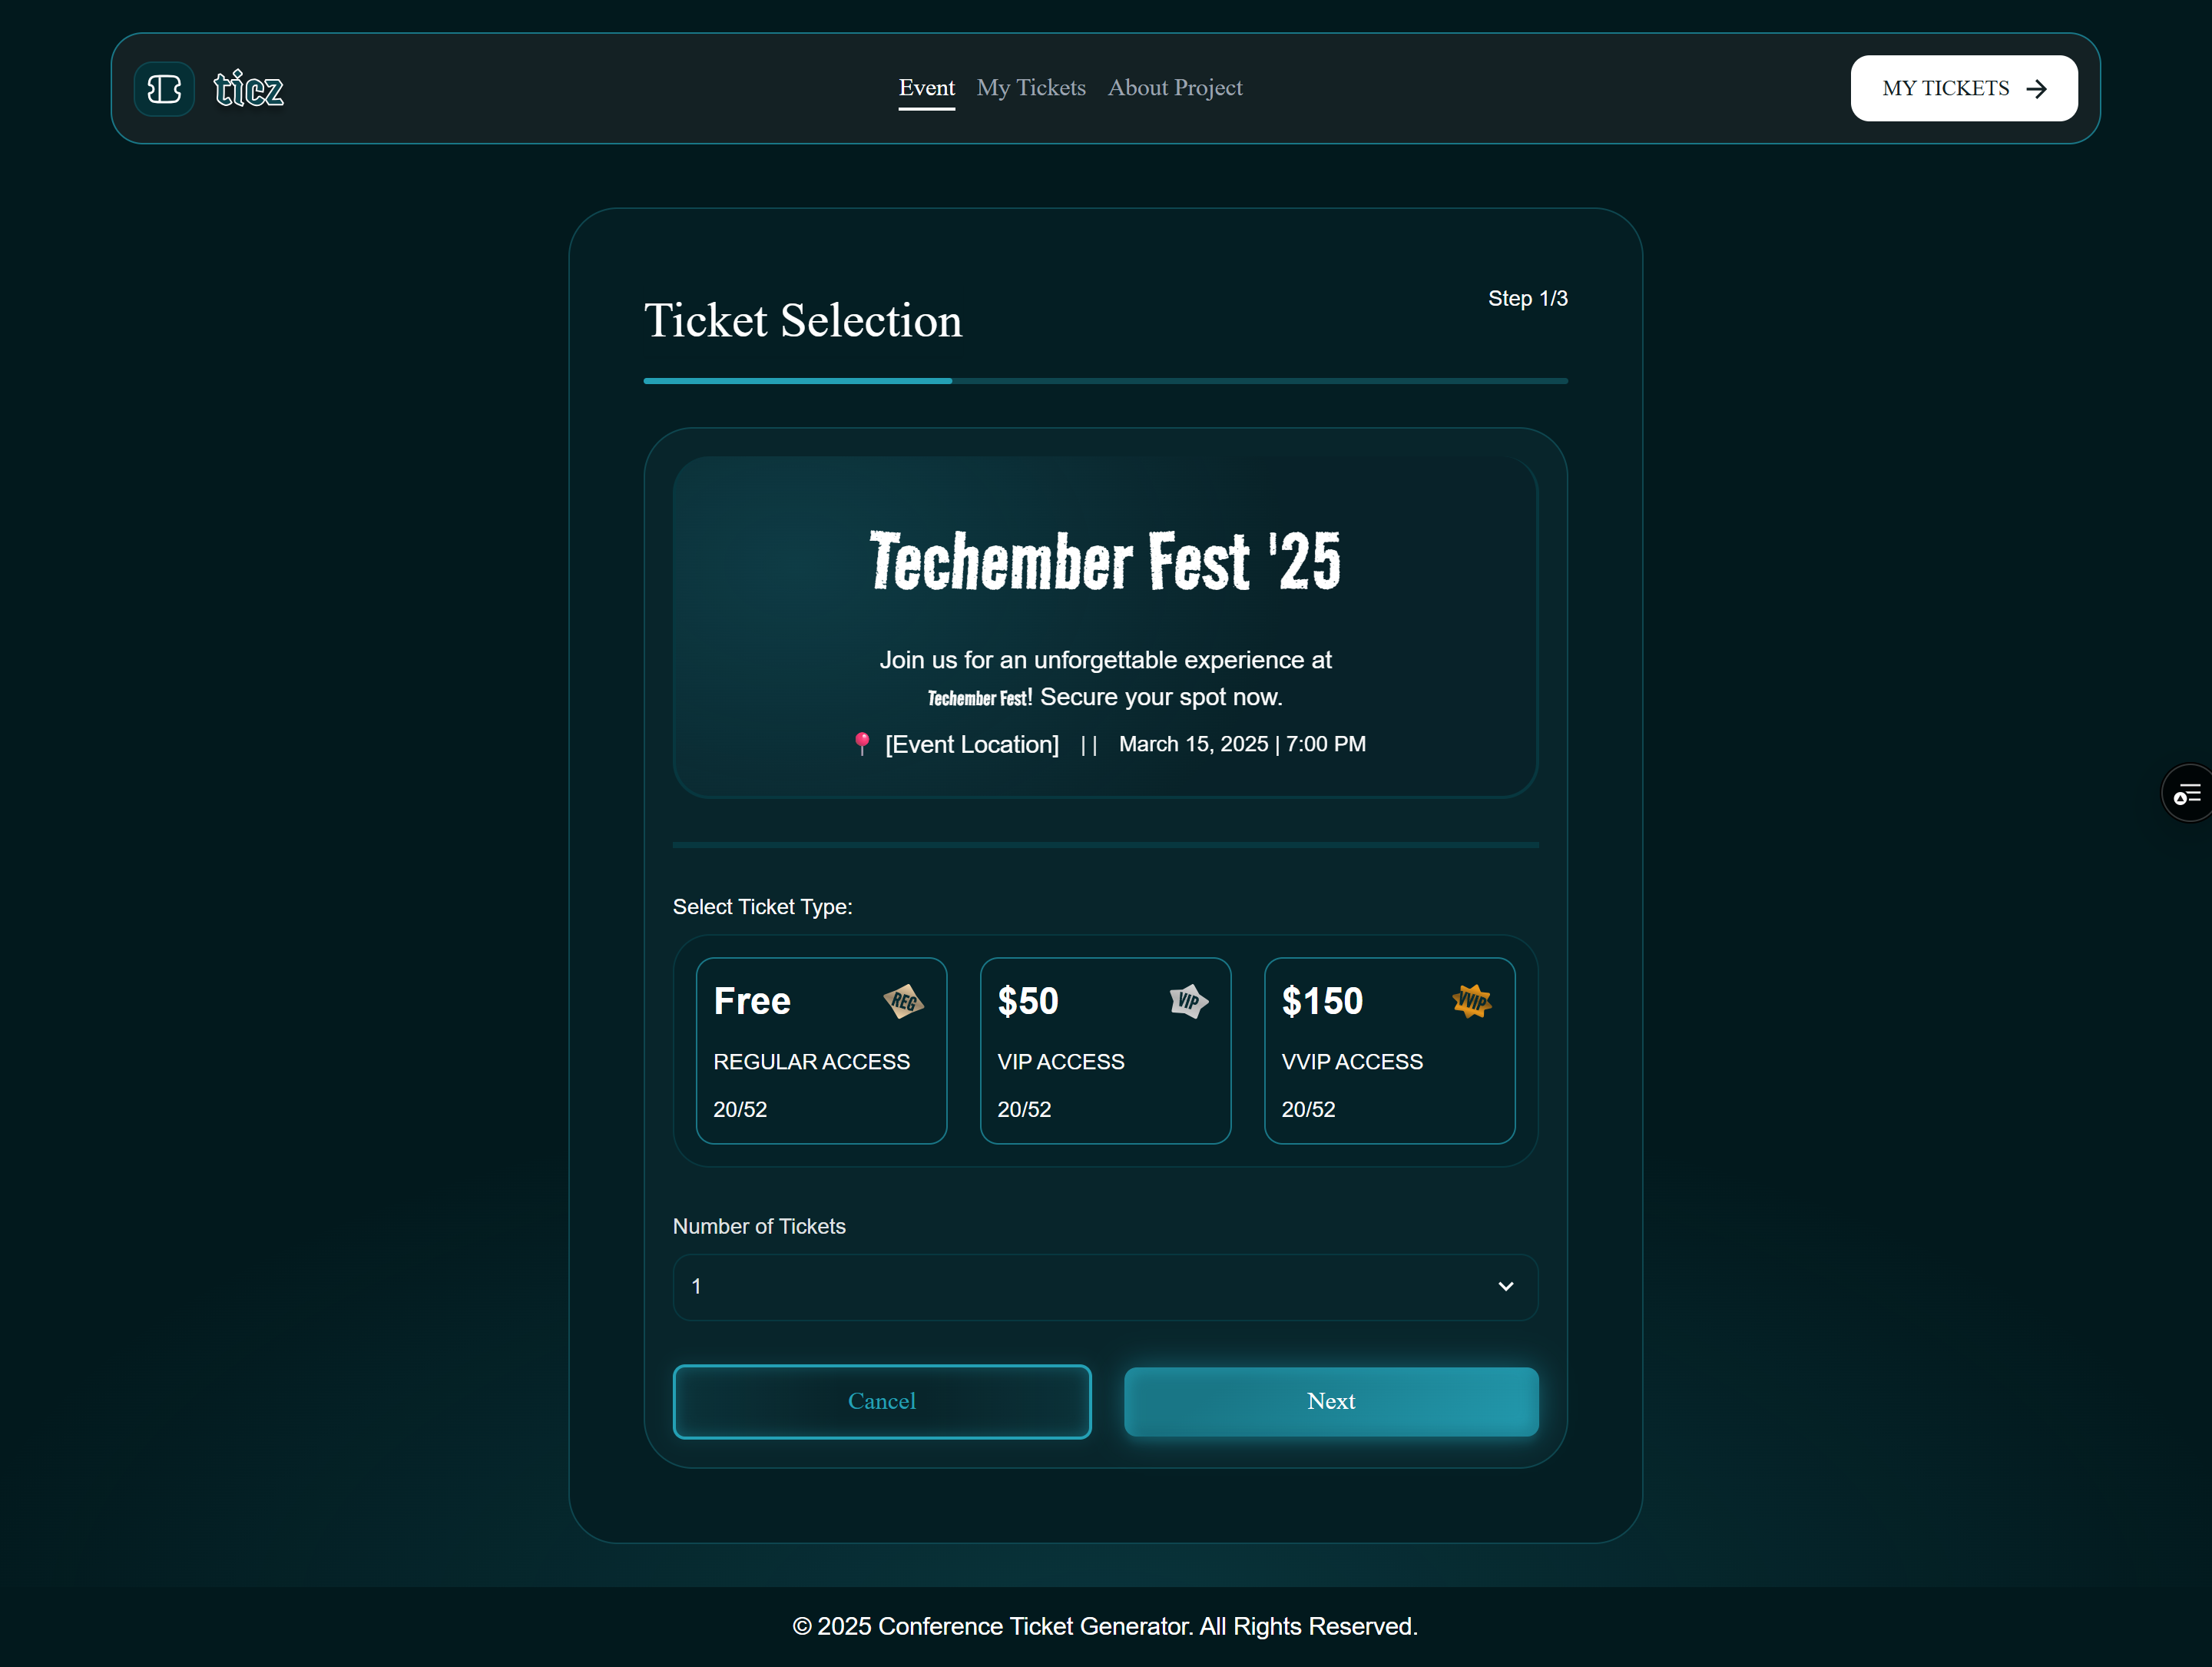 ticz
Event My Tickets About Project
MY TICKETS
Ticket Selection
Step 1/3
Techember Fest '25
Join us for an unforgettable experience at
Techember Fest! Secure your spot now.
[Event Location] || March 15, 2025 | 7:00 PM
Select Ticket Type:
Free REG
REGULAR ACCESS
20/52
$50 VIP
VIP ACCESS
20/52
$150 VVIP
VVIP ACCESS
20/52
Number of Tickets
1
Cancel
Next
© 2025 Conference Ticket Generator. All Rights Reserved.